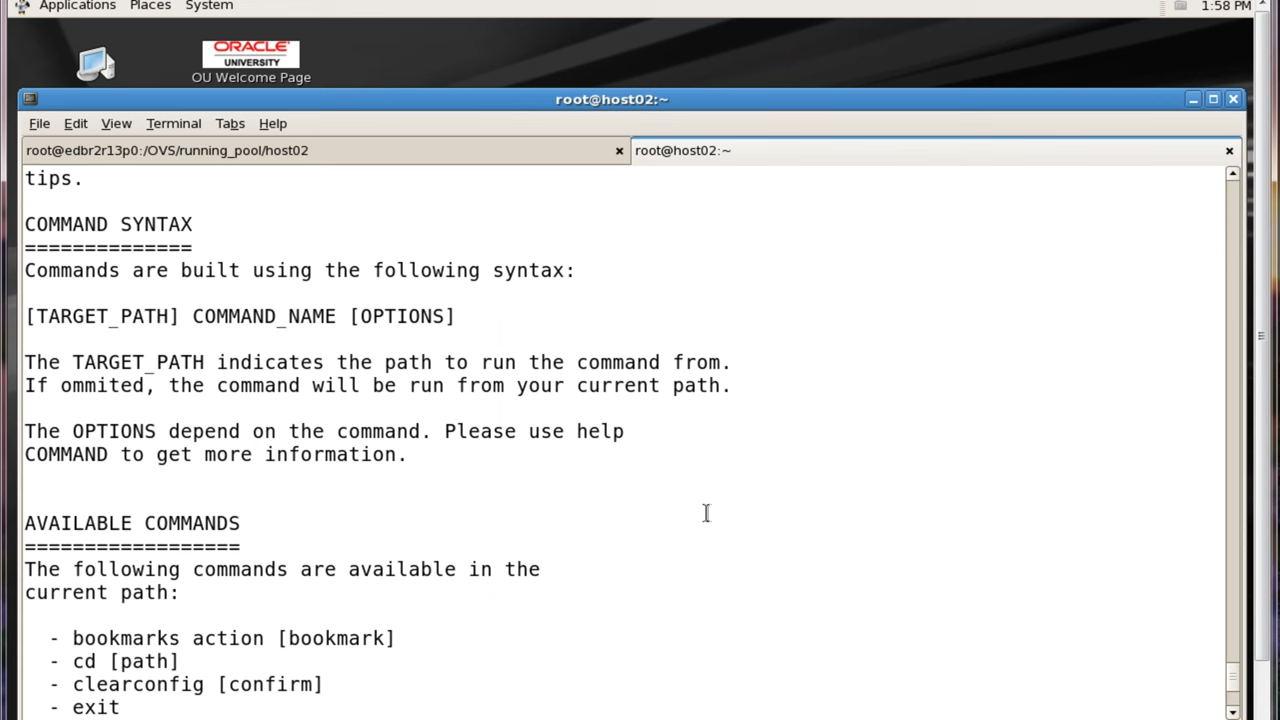 Applications Places System 1:58 PM
ORACLE
UNIVERSITY
OU Welcome Page
root@host02:~
File Edit View Terminal Tabs Help
root@edbr2r13p0:/OVS/running_pool/host02 root@host02:~
tips.
COMMAND SYNTAX
==============
Commands are built using the following syntax:
[TARGET_PATH] COMMAND_NAME [OPTIONS]
The TARGET_PATH indicates the path to run the command from.
If ommited, the command will be run from your current path.
The OPTIONS depend on the command. Please use help
COMMAND to get more information.
AVAILABLE COMMANDS
==================
The following commands are available in the
current path:
- bookmarks action [bookmark]
- cd [path]
- clearconfig [confirm]
- exit